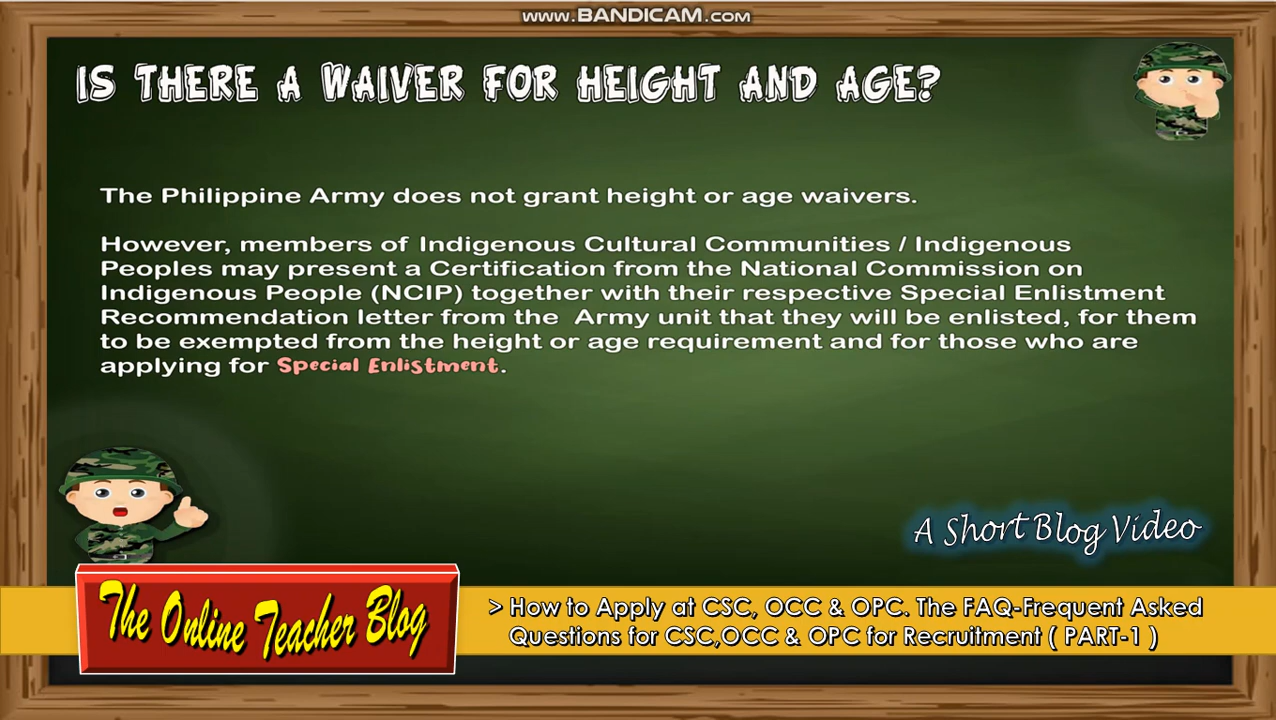 www.BANDICAM.com
IS THERE A WAIVER FOR HEIGHT AND AGE?
The Philippine Army does not grant height or age waivers.
However, members of Indigenous Cultural Communities / Indigenous
Peoples may present a Certification from the National Commission on
Indigenous People (NCIP) together with their respective Special Enlistment
Recommendation letter from the Army unit that they will be enlisted, for them
to be exempted from the height or age requirement and for those who are
applying for Special Enlistment.
A Short Blog Video
The Online Teacher Blog
> How to Apply at CSC, OCC & OPC. The FAQ-Frequent Asked
Questions for CSC,OCC & OPC for Recruitment ( PART-1 )